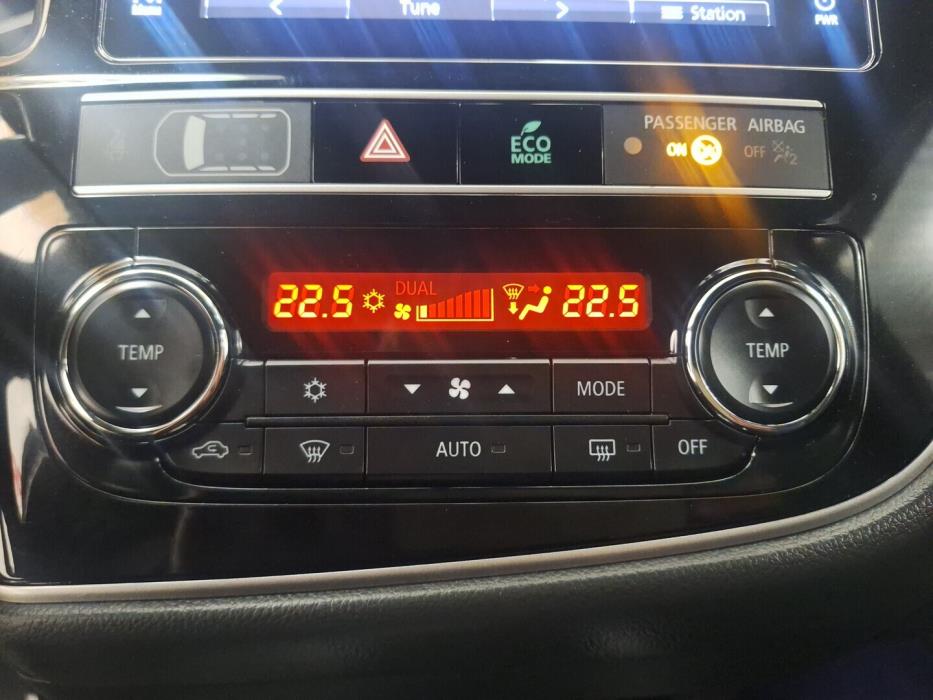 Tune
Station
PWR
ECO
MODE
PASSENGER AIRBAG
ON OFF
DUAL
22.5 22.5
TEMP
TEMP
MODE
AUTO
OFF